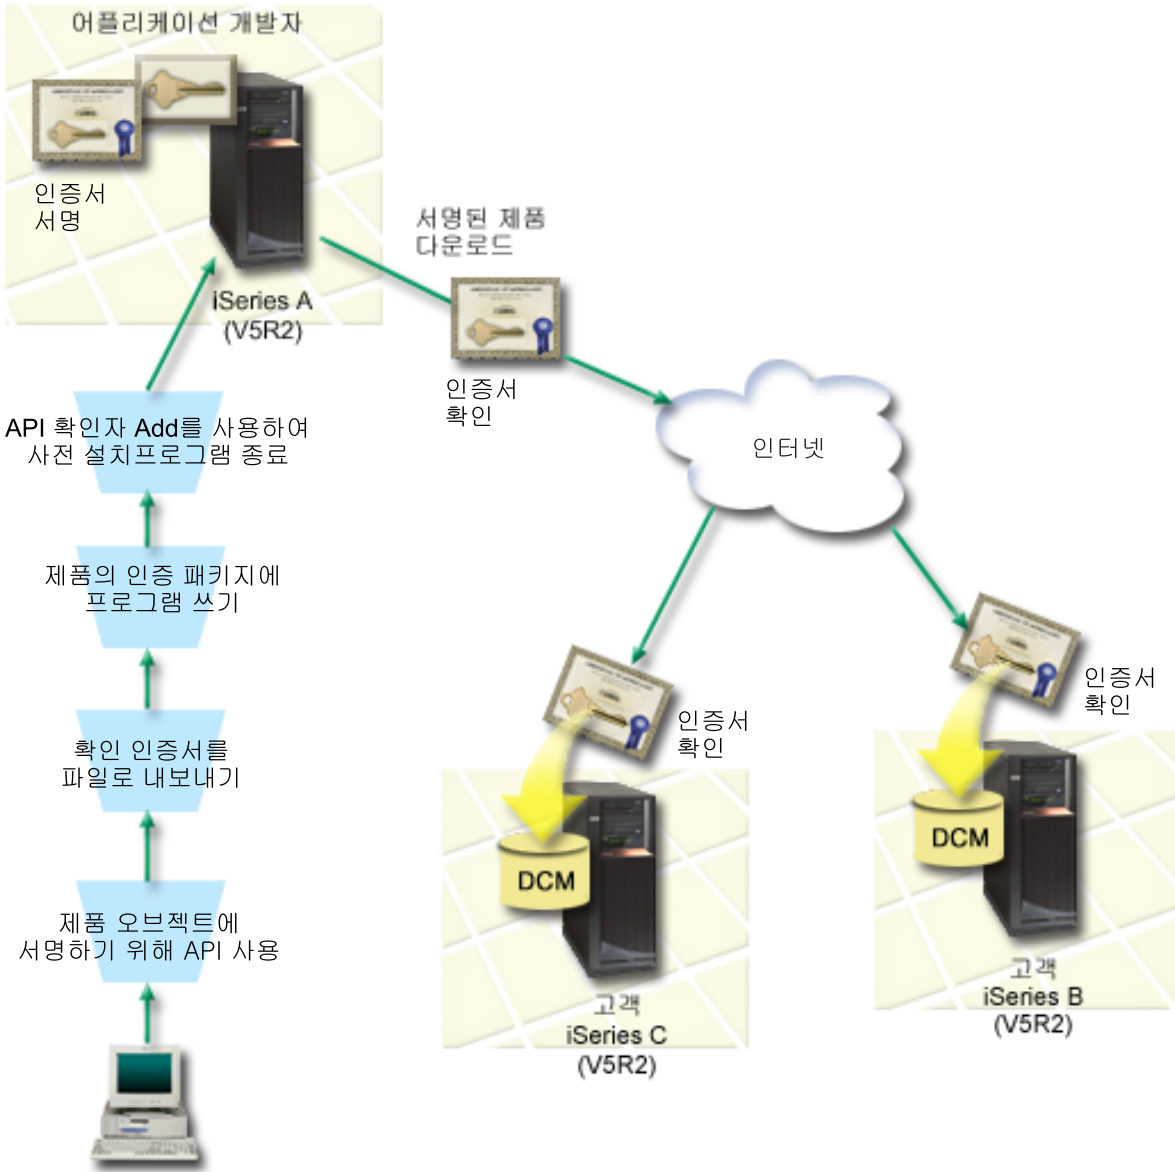 어플리케이션 개발자
인증서
서명
iSeries A
(V5R2)
서명된 제품
다운로드
인증서
확인
인터넷
API 확인자 Add를 사용하여
사전 설치프로그램 종료
제품의 인증 패키지에
프로그램 쓰기
확인 인증서를
파일로 내보내기
제품 오브젝트에
서명하기 위해 API 사용
인증서
확인
DCM
고객
iSeries C
(V5R2)
인증서
확인
DCM
고객
iSeries B
(V5R2)